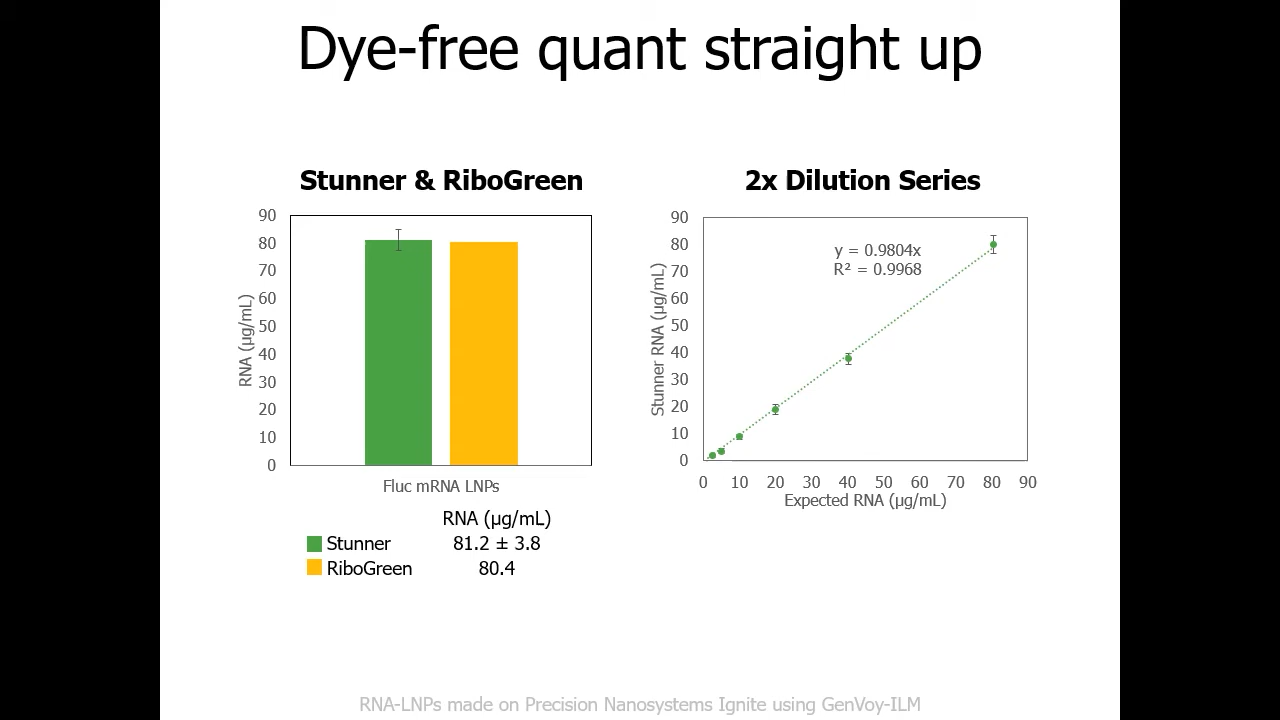 Dye-free quant straight up
Stunner & RiboGreen
90
80
70
60
50
40
30
20
10
0
RNA (µg/mL)
Fluc mRNA LNPs
RNA (µg/mL)
Stunner 81.2 ± 3.8
RiboGreen 80.4
2x Dilution Series
90
80
70
60
50
40
30
20
10
0
Stunner RNA (µg/mL)
y = 0.9804x
R² = 0.9968
0 10 20 30 40 50 60 70 80 90
Expected RNA (µg/mL)
RNA-LNPs made on Precision Nanosystems Ignite using GenVoy-ILM